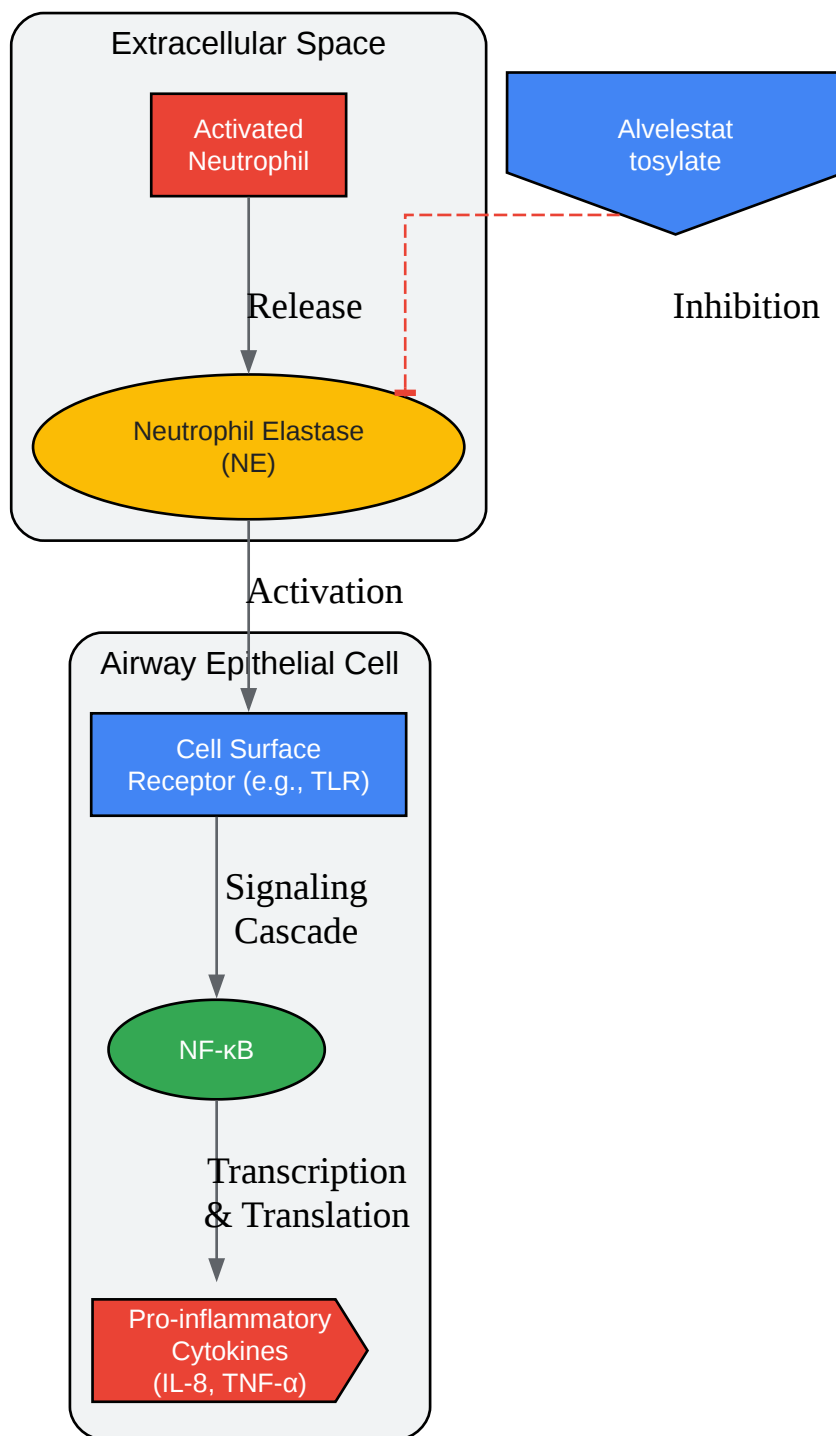 Extracellular Space
Activated
Neutrophil
Alvelestat
tosylate
Release
Inhibition
Neutrophil Elastase
(NE)
Activation
Airway Epithelial Cell
Cell Surface
Receptor (e.g., TLR)
Signaling
Cascade
NF-κB
Transcription
& Translation
Pro-inflammatory
Cytokines
(IL-8, TNF-α)